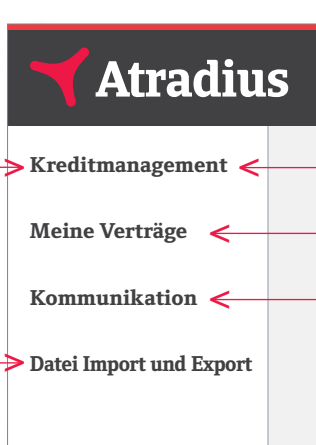 Atradius
Kreditmanagement
Meine Verträge
Kommunikation
Datei Import und Export